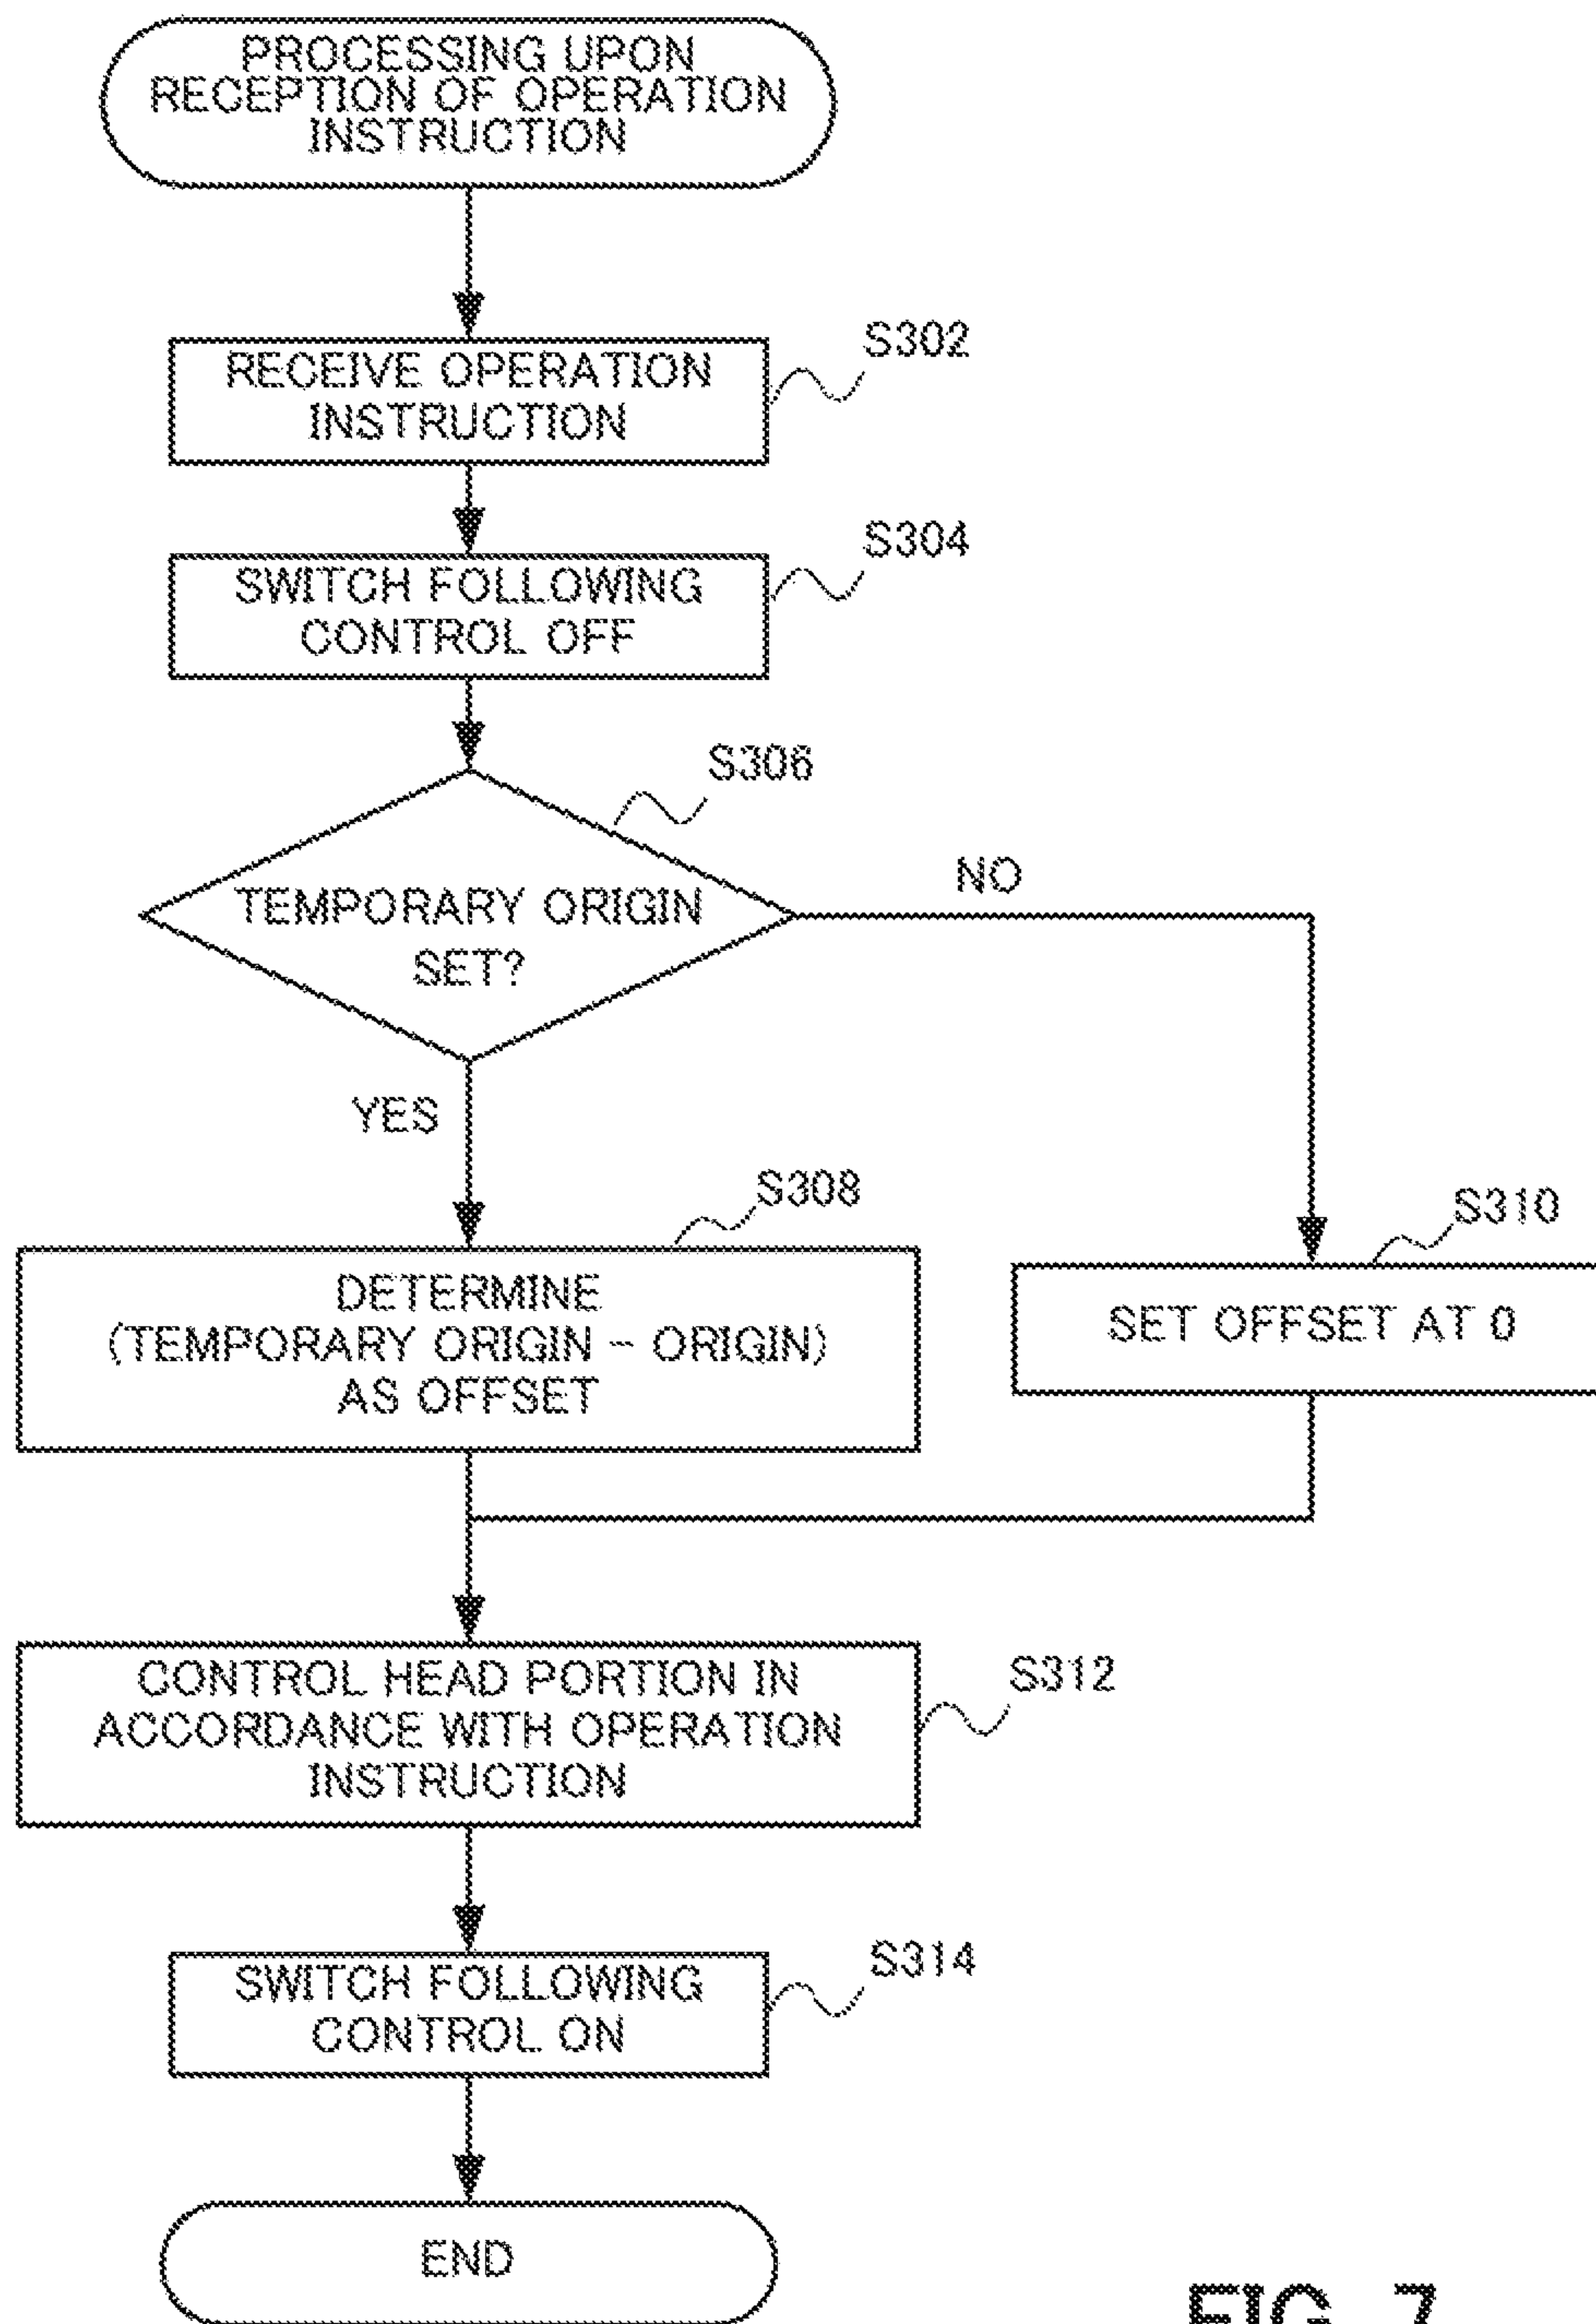 PROCESSING UPON
RECEPTION OF OPERATION
INSTRUCTION
S302
RECEIVE OPERATION
INSTRUCTION
S304
SWITCH FOLLOWING
CONTROL OFF
S306
TEMPORARY ORIGIN
SET?
NO
YES
S308
DETERMINE
(TEMPORARY ORIGIN - ORIGIN)
AS OFFSET
S310
SET OFFSET AT 0
S312
CONTROL HEAD PORTION IN
ACCORDANCE WITH OPERATION
INSTRUCTION
S314
SWITCH FOLLOWING
CONTROL ON
END
FIG. 7